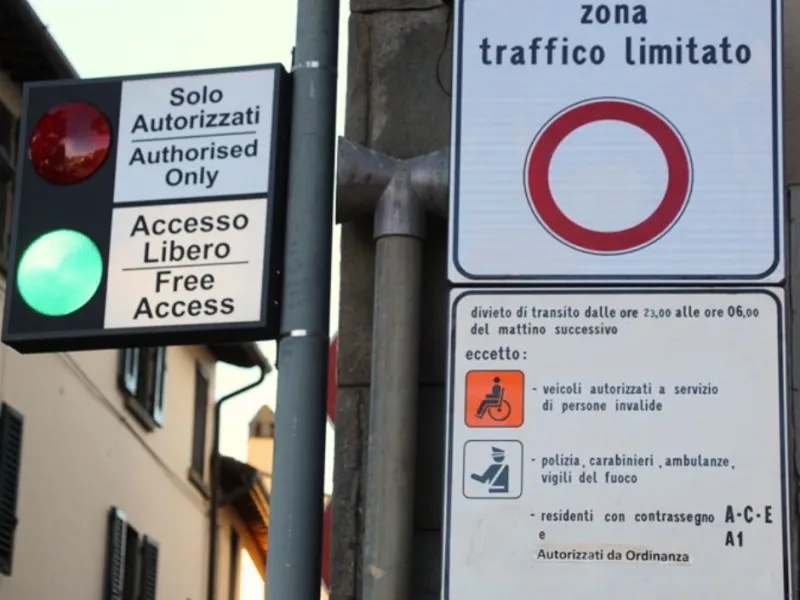 Solo
Autorizzati
Authorised
Only
Accesso
Libero
Free
Access
zona
traffico limitato
divieto di transito dalle ore 23,00 alle ore 06,00
del mattino successivo
eccetto:
- veicoli autorizzati a servizio
di persone invalide
- polizia, carabinieri, ambulanze,
vigili del fuoco
- residenti con contrassegno A-C-E
e A1
Autorizzati da Ordinanza